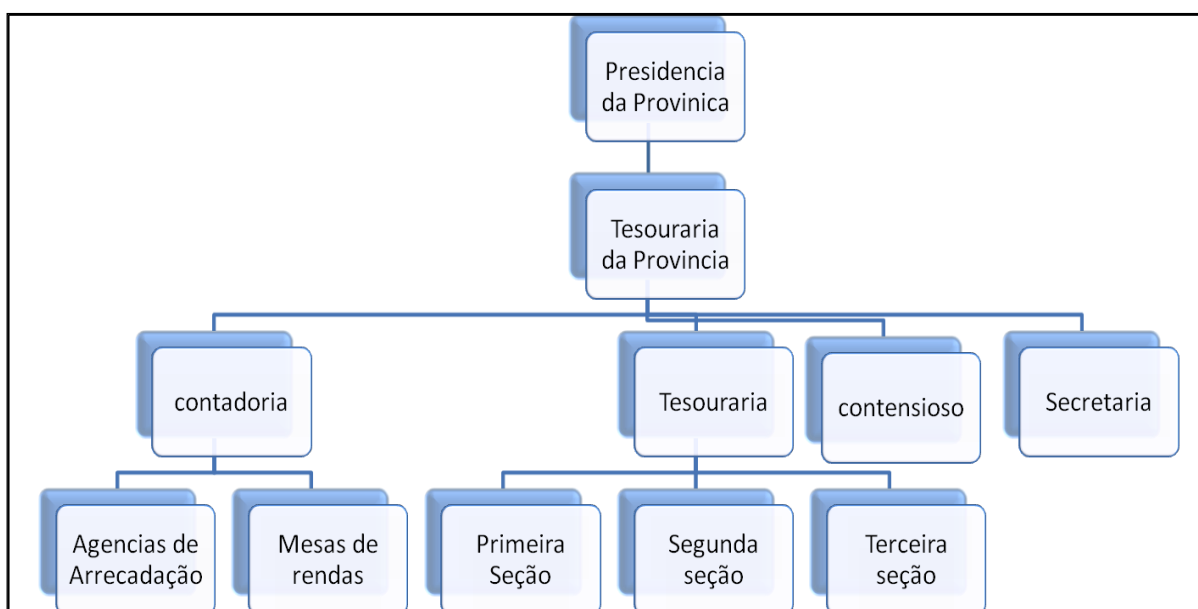 Presidencia
da Provinica
Tesouraria
da Provincia
contadoria
Tesouraria
contensioso
Secretaria
Agencias de
Arrecadação
Mesas de
rendas
Primeira
Seção
Segunda
seção
Terceira
seção